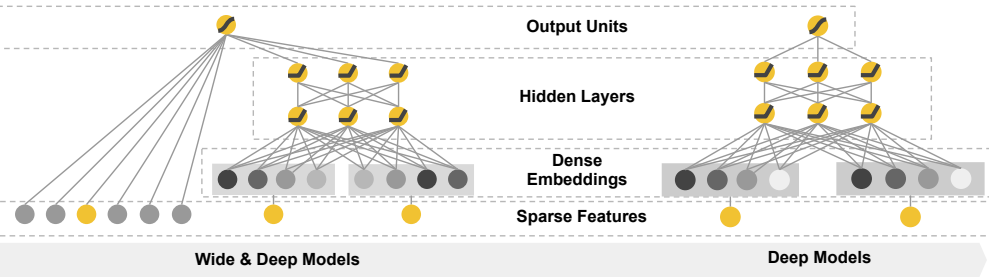 Output Units
Hidden Layers
Dense
Embeddings
Sparse Features
Wide & Deep Models
Deep Models